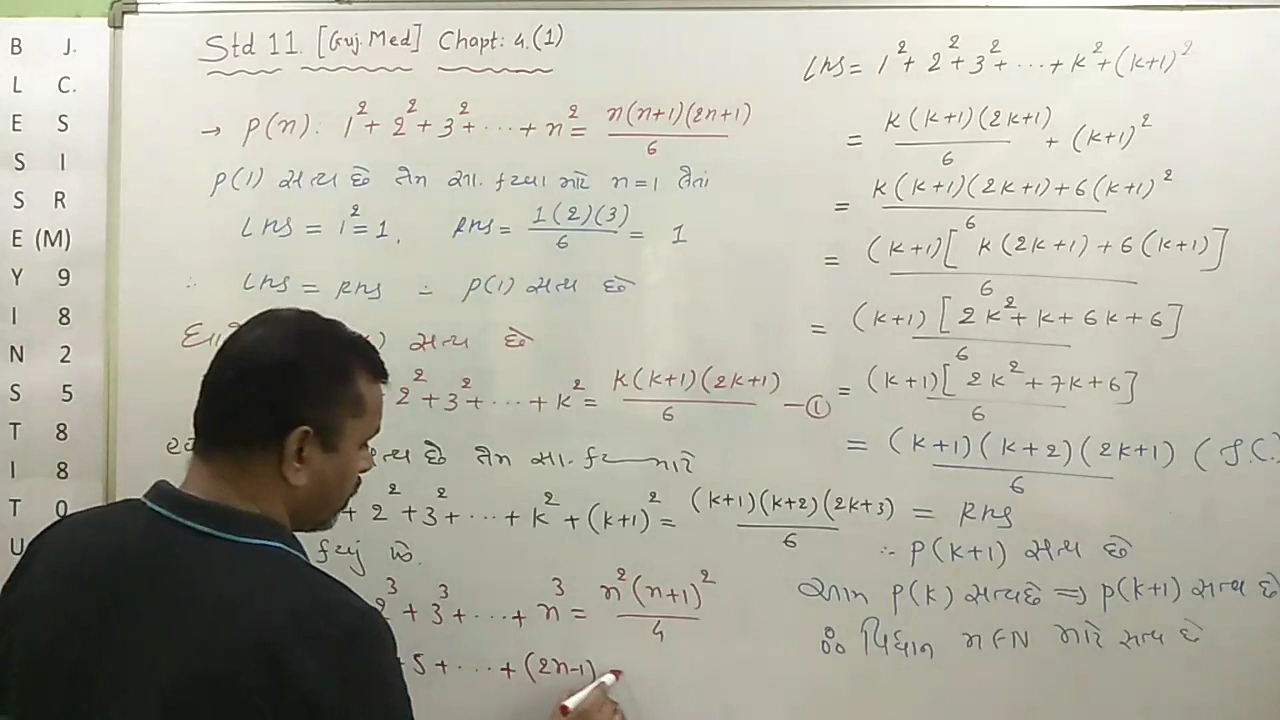 B J.
L C.
E S
S I
S R
E (M)
Y 9
I 8
N 2
S 5
T 8
I 8
T 0
U
Std 11. [Guj.Med] Chapt: 4.(1)
→ P(n): 1² + 2² + 3² + ... + n² = n(n+1)(2n+1)/6
P(1) સત્ય છે તેમ સા. કરવા માટે n=1 લેતાં
LHS = 1² = 1, RHS = 1(2)(3)/6 = 1
∴ LHS = RHS ∴ P(1) સત્ય છે
) સત્ય છે
2² + 3² + ... + k² = k(k+1)(2k+1)/6 —①
છે તેમ સા. કરવા માટે
+ 2² + 3² + ... + k² + (k+1)² = (k+1)(k+2)(2k+3)/6
કર્યું છે.
2³ + 3³ + ... + n³ = n²(n+1)²/4
+ 5 + ... + (2n-1)
LHS = 1² + 2² + 3² + ... + k² + (k+1)²
= k(k+1)(2k+1)/6 + (k+1)²
= k(k+1)(2k+1)+6(k+1)²/6
= (k+1)[k(2k+1)+6(k+1)]/6
= (k+1)[2k²+k+6k+6]/6
= (k+1)[2k²+7k+6]/6
= (k+1)(k+2)(2k+1)/6 (S.C.)
= RHS
∴ P(k+1) સત્ય છે
આમ P(k) સત્ય છે ⇒ P(k+1) સત્ય છે
∴ વિધાન n∈N માટે સત્ય છે